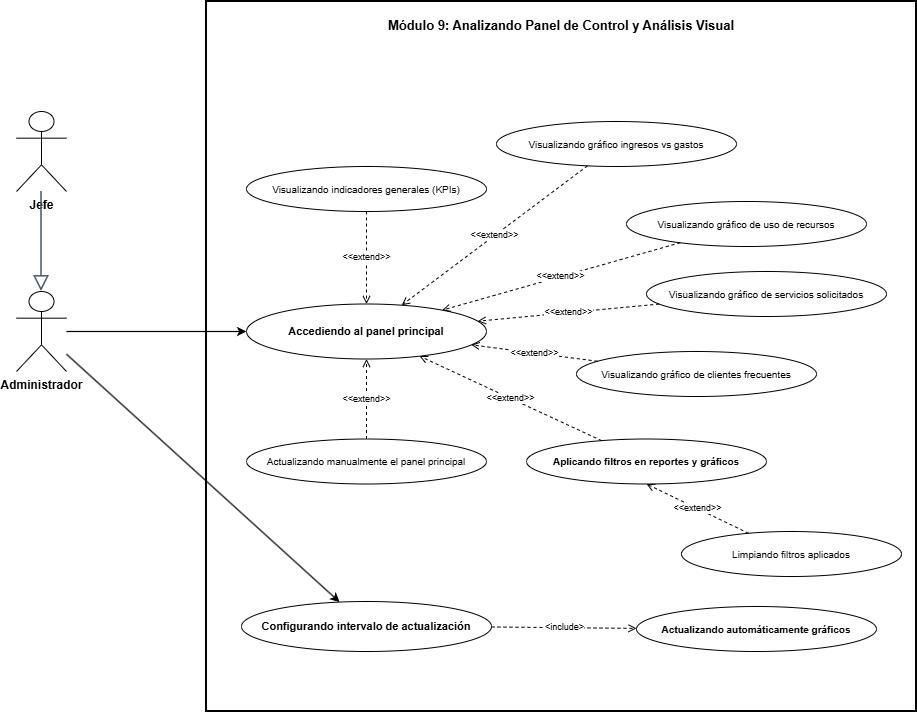 Módulo 9: Analizando Panel de Control y Análisis Visual
Visualizando gráfico ingresos vs gastos
Visualizando indicadores generales (KPIs)
Jefe
Visualizando gráfico de uso de recursos
<<extend>>
<<extend>>
<<extend>>
Visualizando gráfico de servicios solicitados
<<extend>>
Accediendo al panel principal
<<extend>>
Visualizando gráfico de clientes frecuentes
Administrador
<<extend>>
<<extend>>
Actualizando manualmente el panel principal
Aplicando filtros en reportes y gráficos
<<extend>>
Limpiando filtros aplicados
Configurando intervalo de actualización
<include>
Actualizando automáticamente gráficos